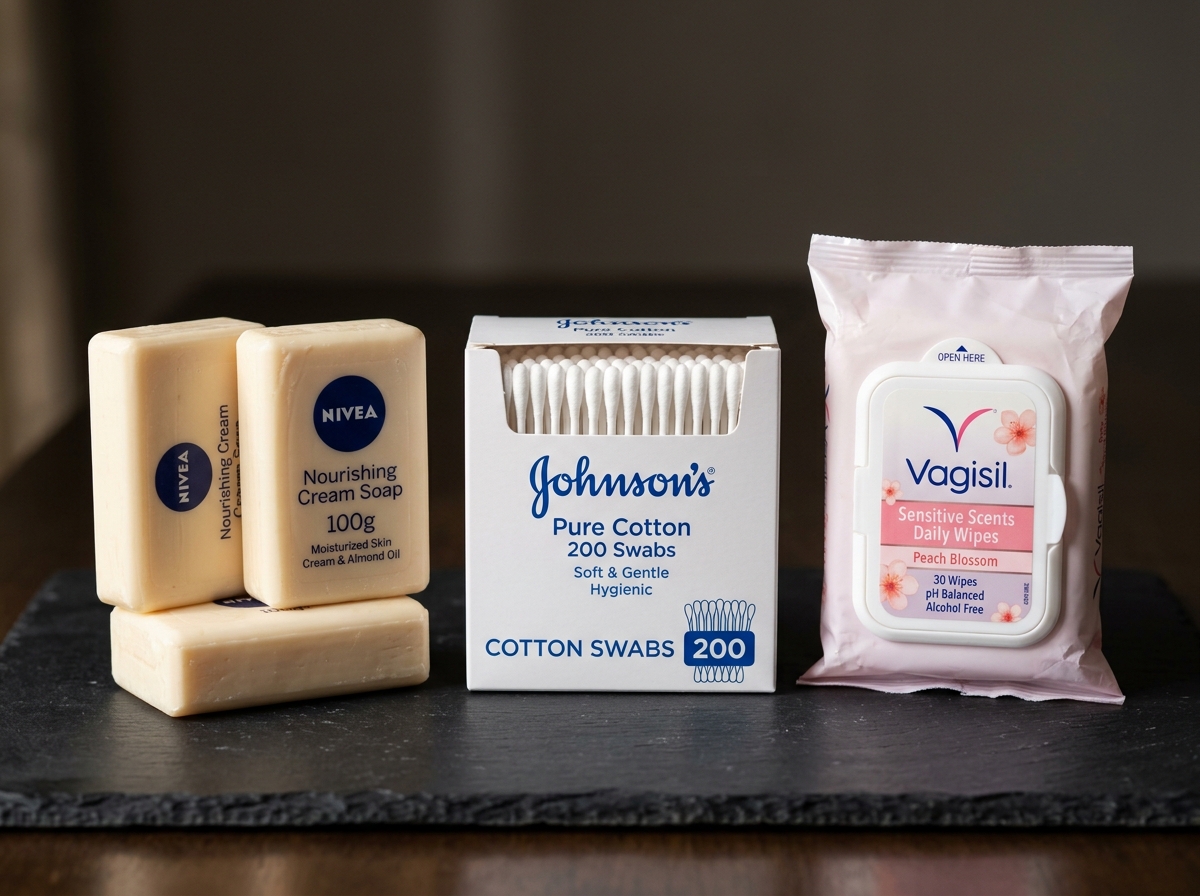 NIVEA
Nourishing Cream
NIVEA
Nourishing
Cream Soap
100g
Moisturized Skin
Cream & Almond Oil
Johnson's
Pure Cotton
Johnson's®
Pure Cotton
200 Swabs
Soft & Gentle
Hygienic
COTTON SWABS 200
OPEN HERE
Vagisil®
Sensitive Scents
Daily Wipes
Peach Blossom
30 Wipes
pH Balanced
Alcohol Free
Vagisil